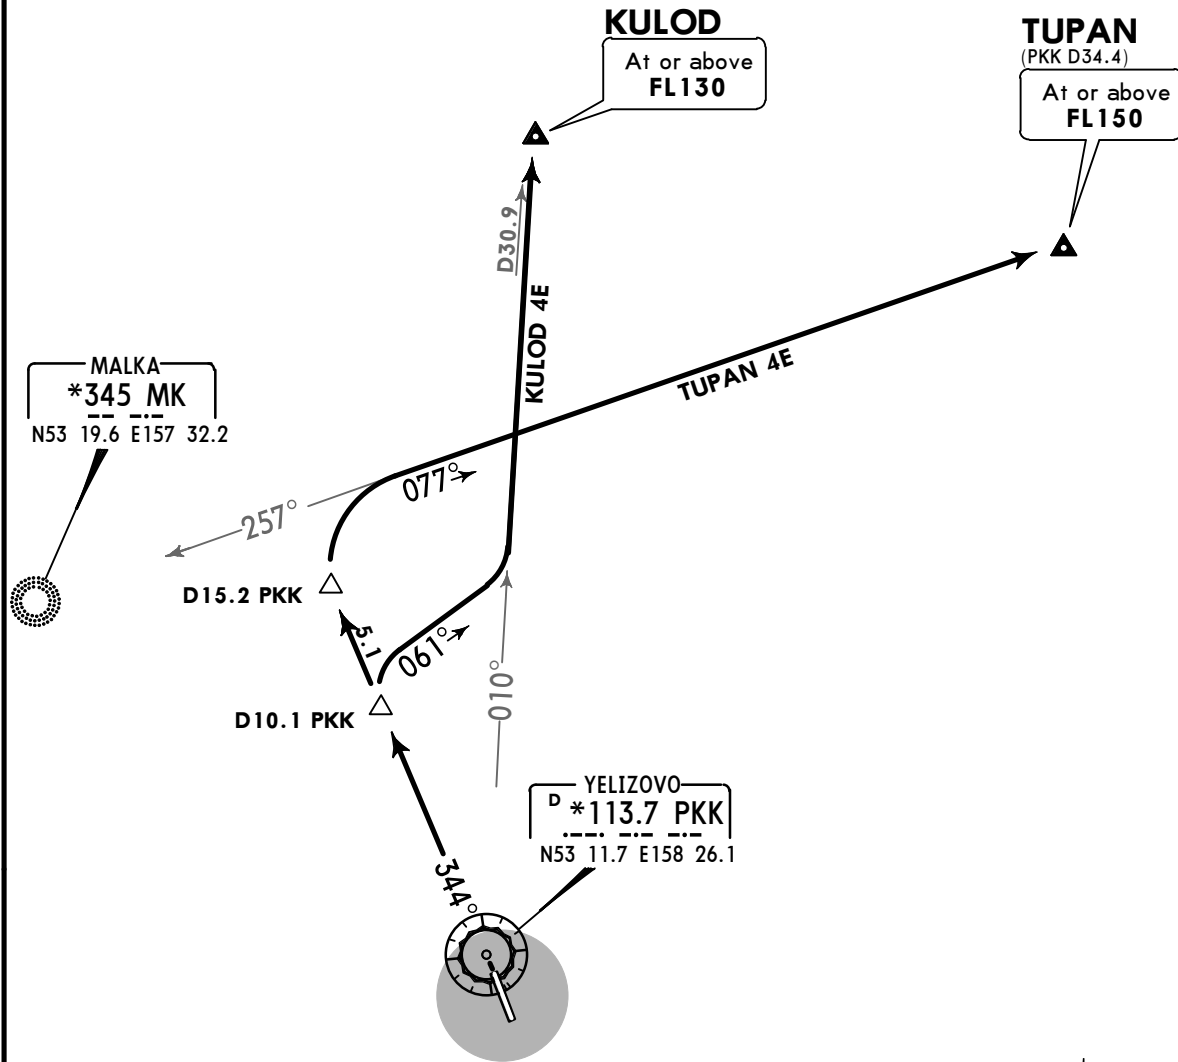 KULOD
At or above
FL130
TUPAN
(PKK D34.4)
At or above
FL150
D30.9
KULOD 4E
TUPAN 4E
MALKA
*345 MK
N53 19.6 E157 32.2
077°
257°
D15.2 PKK
5.1
061°
010°
D10.1 PKK
YELIZOVO
D *113.7 PKK
N53 11.7 E158 26.1
344°